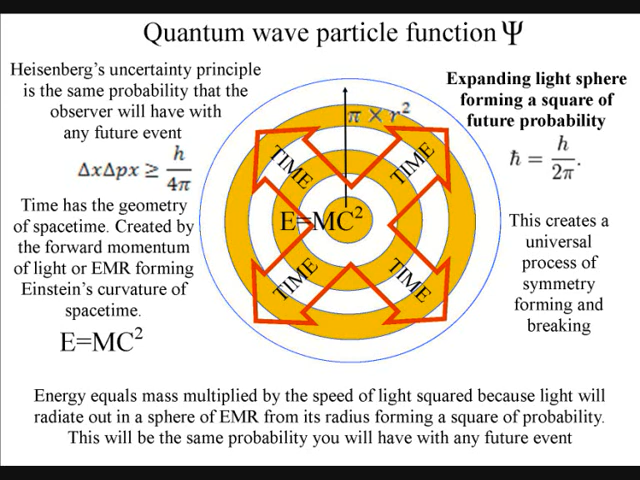 Quantum wave particle function Ψ
Heisenberg's uncertainty principle
is the same probability that the
observer will have with
any future event
ΔxΔpx ≥ h/4π
Time has the geometry
of spacetime. Created by
the forward momentum
of light or EMR forming
Einstein's curvature of
spacetime.
E=MC²
π × r²
TIME
TIME
E=MC²
TIME
TIME
Expanding light sphere
forming a square of
future probability
ħ = h/2π.
This creates a
universal
process of
symmetry
forming and
breaking
Energy equals mass multiplied by the speed of light squared because light will
radiate out in a sphere of EMR from its radius forming a square of probability.
This will be the same probability you will have with any future event